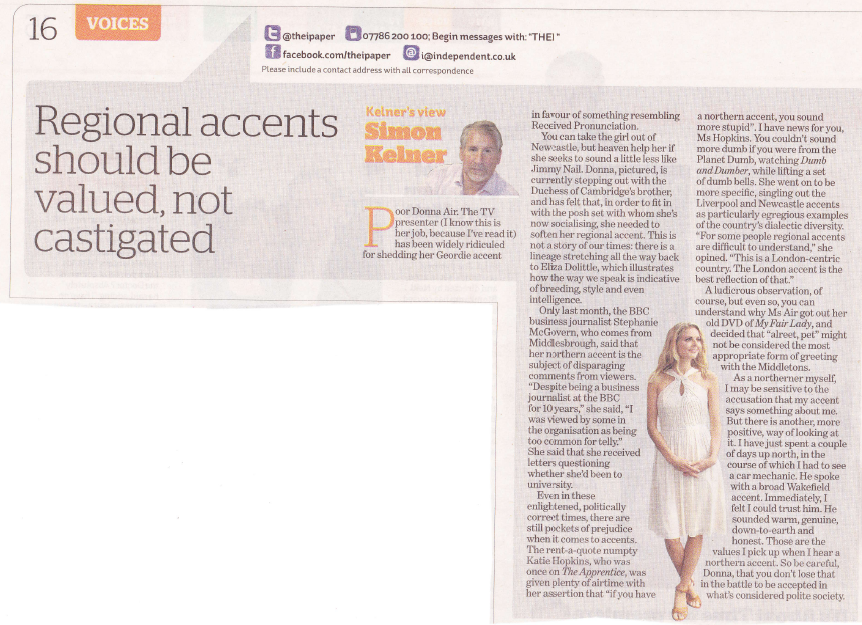 16
VOICES
@theipaper 07786 200 100; Begin messages with: "THEI "
facebook.com/theipaper i@independent.co.uk
Please include a contact address with all correspondence
Regional accents
should be
valued, not
castigated
Kelner's view
Simon
Kelner
Poor Donna Air. The TV
presenter (I know this is
her job, because I've read it)
has been widely ridiculed
for shedding her Geordie accent
in favour of something resembling
Received Pronunciation.
You can take the girl out of
Newcastle, but heaven help her if
she seeks to sound a little less like
Jimmy Nail. Donna, pictured, is
currently stepping out with the
Duchess of Cambridge's brother,
and has felt that, in order to fit in
with the posh set with whom she's
now socialising, she needed to
soften her regional accent. This is
not a story of our times: there is a
lineage stretching all the way back
to Eliza Dolittle, which illustrates
how the way we speak is indicative
of breeding, style and even
intelligence.
Only last month, the BBC
business journalist Stephanie
McGovern, who comes from
Middlesbrough, said that
her northern accent is the
subject of disparaging
comments from viewers.
"Despite being a business
journalist at the BBC
for 10 years," she said, "I
was viewed by some in
the organisation as being
too common for telly."
She said that she received
letters questioning
whether she'd been to
university.
Even in these
enlightened, politically
correct times, there are
still pockets of prejudice
when it comes to accents.
The rent-a-quote numpty
Katie Hopkins, who was
once on The Apprentice, was
given plenty of airtime with
her assertion that "if you have
a northern accent, you sound
more stupid". I have news for you,
Ms Hopkins. You couldn't sound
more dumb if you were from the
Planet Dumb, watching Dumb
and Dumber, while lifting a set
of dumb bells. She went on to be
more specific, singling out the
Liverpool and Newcastle accents
as particularly egregious examples
of the country's dialectic diversity.
"For some people regional accents
are difficult to understand," she
opined. "This is a London-centric
country. The London accent is the
best reflection of that."
A ludicrous observation, of
course, but even so, you can
understand why Ms Air got out her
old DVD of My Fair Lady, and
decided that "alreet, pet" might
not be considered the most
appropriate form of greeting
with the Middletons.
As a northerner myself,
I may be sensitive to the
accusation that my accent
says something about me.
But there is another, more
positive, way of looking at
it. I have just spent a couple
of days up north, in the
course of which I had to see
a car mechanic. He spoke
with a broad Wakefield
accent. Immediately, I
felt I could trust him. He
sounded warm, genuine,
down-to-earth and
honest. Those are the
values I pick up when I hear a
northern accent. So be careful,
Donna, that you don't lose that
in the battle to be accepted in
what's considered polite society.